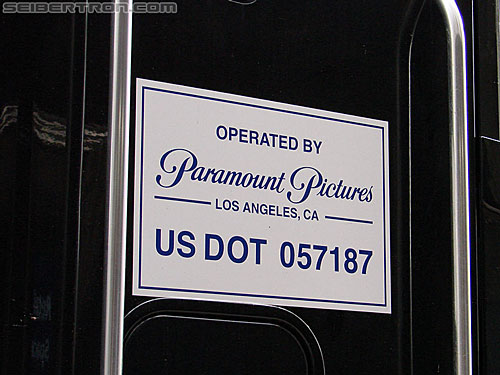 SEIBERTRON.com
OPERATED BY
Paramount Pictures
LOS ANGELES, CA
US DOT 057187